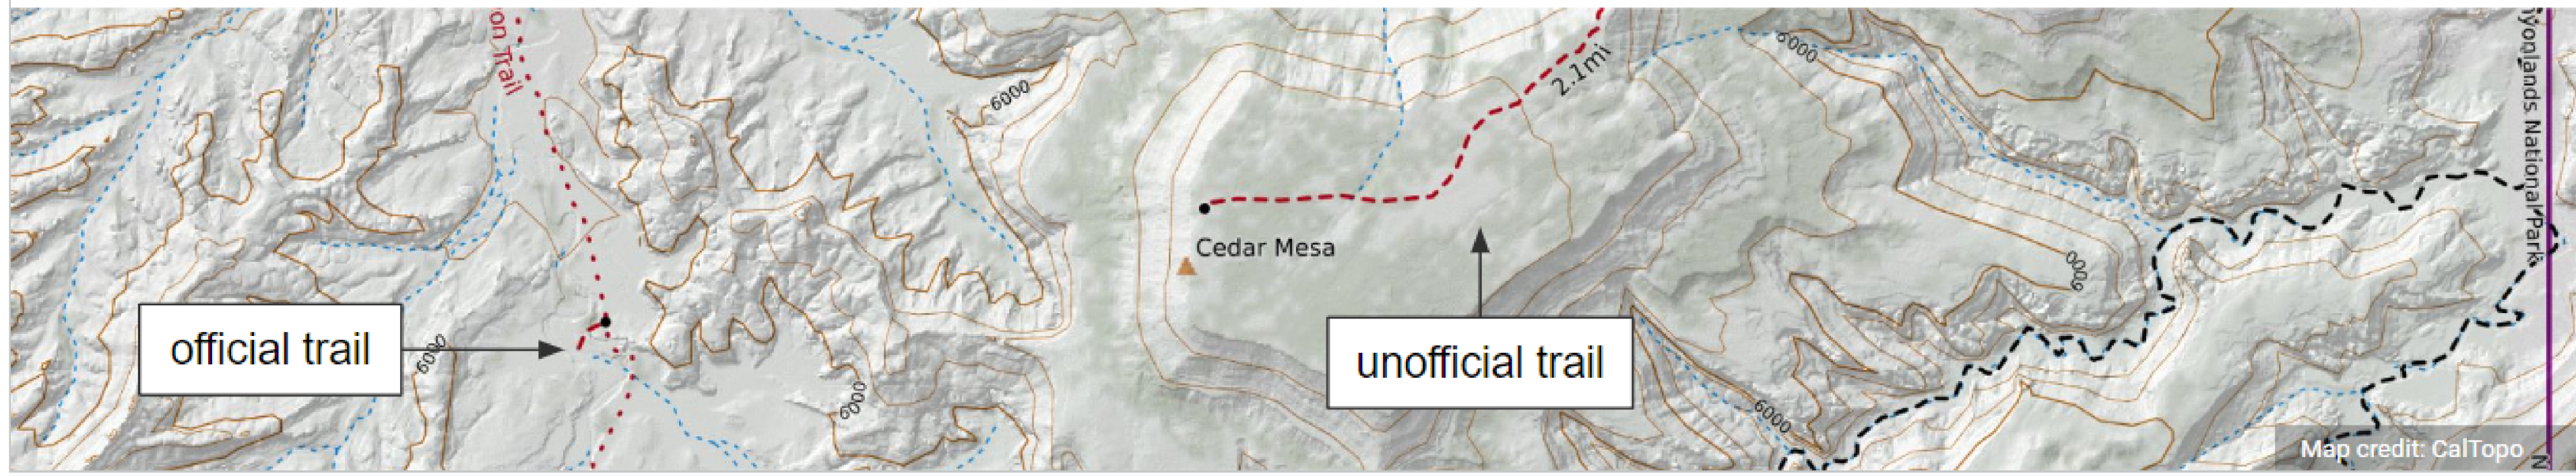 on Trail
6000
2.1mi
6000
nyonlands National Park
Cedar Mesa
6000
official trail
6000
unofficial trail
6000
6000
Map credit: CalTopo
N